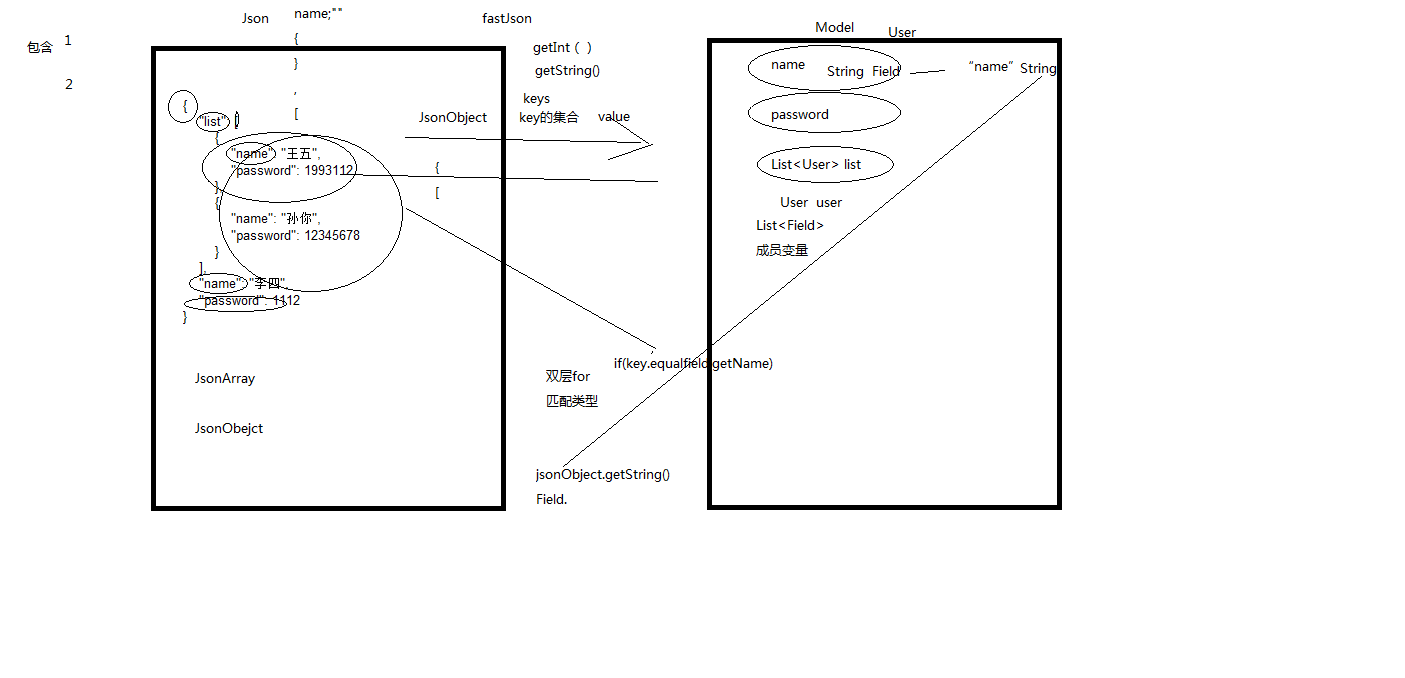 Json
name;""
{
}
,
[
包含
1
2
{
"list" [
{
"name" "王五",
"password": 1993112
}
{
"name": "孙你",
"password": 12345678
}
],
"name": "李四"
"password": 1112
}
JsonArray
JsonObejct
fastJson
getInt ( )
getString()
keys
key的集合 value
JsonObject
{
[
if(key.equalfield.getName)
双层for
匹配类型
jsonObject.getString()
Field.
Model
User
name
String Field
“name” String
password
List<User> list
User user
List<Field>
成员变量